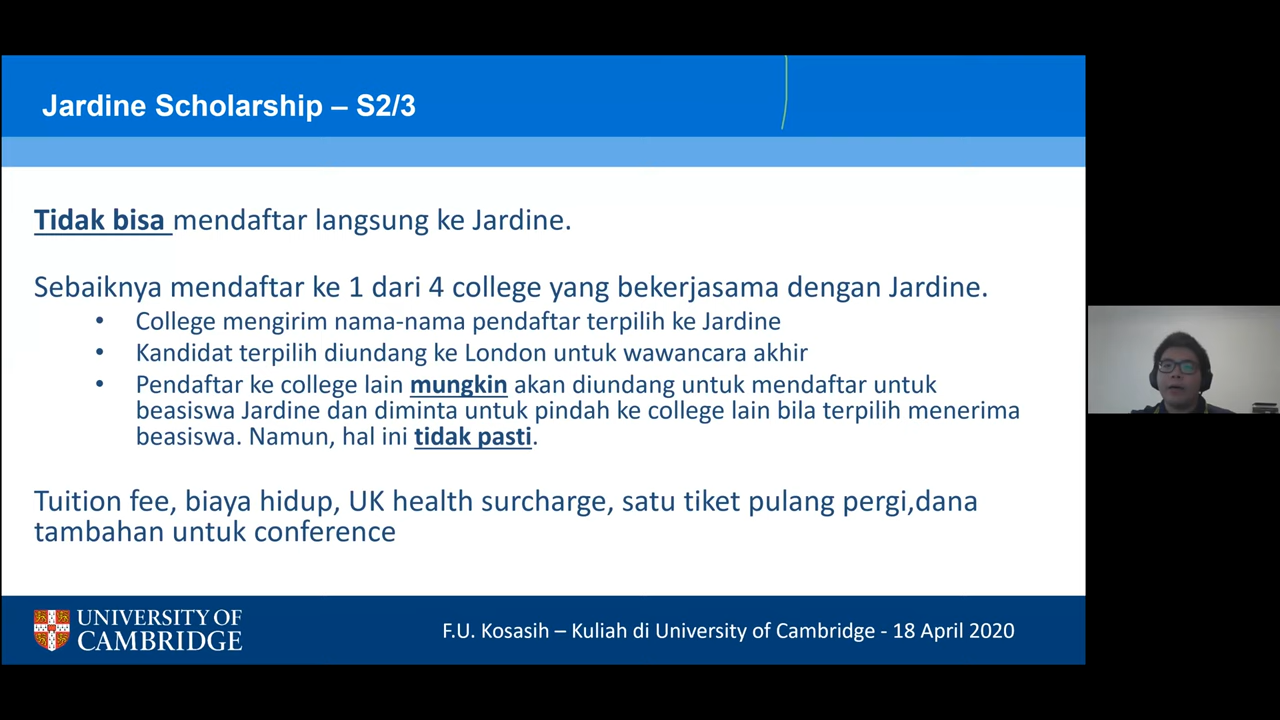 Jardine Scholarship – S2/3
Tidak bisa mendaftar langsung ke Jardine.
Sebaiknya mendaftar ke 1 dari 4 college yang bekerjasama dengan Jardine.
• College mengirim nama-nama pendaftar terpilih ke Jardine
• Kandidat terpilih diundang ke London untuk wawancara akhir
• Pendaftar ke college lain mungkin akan diundang untuk mendaftar untuk
beasiswa Jardine dan diminta untuk pindah ke college lain bila terpilih menerima
beasiswa. Namun, hal ini tidak pasti.
Tuition fee, biaya hidup, UK health surcharge, satu tiket pulang pergi,dana
tambahan untuk conference
UNIVERSITY OF
CAMBRIDGE
F.U. Kosasih – Kuliah di University of Cambridge - 18 April 2020